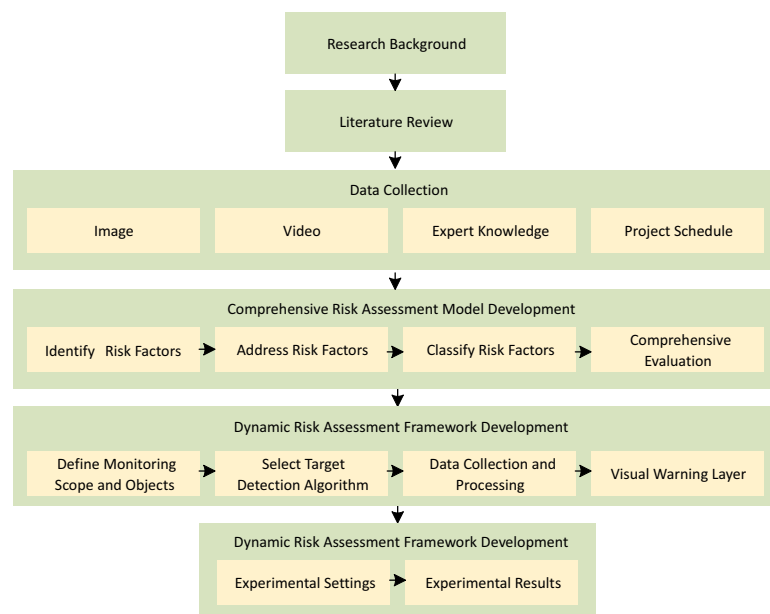 Research Background
Literature Review
Data Collection
Image
Video
Expert Knowledge
Project Schedule
Comprehensive Risk Assessment Model Development
Identify Risk Factors
Address Risk Factors
Classify Risk Factors
Comprehensive
Evaluation
Dynamic Risk Assessment Framework Development
Define Monitoring
Scope and Objects
Select Target
Detection Algorithm
Data Collection and
Processing
Visual Warning Layer
Dynamic Risk Assessment Framework Development
Experimental Settings
Experimental Results